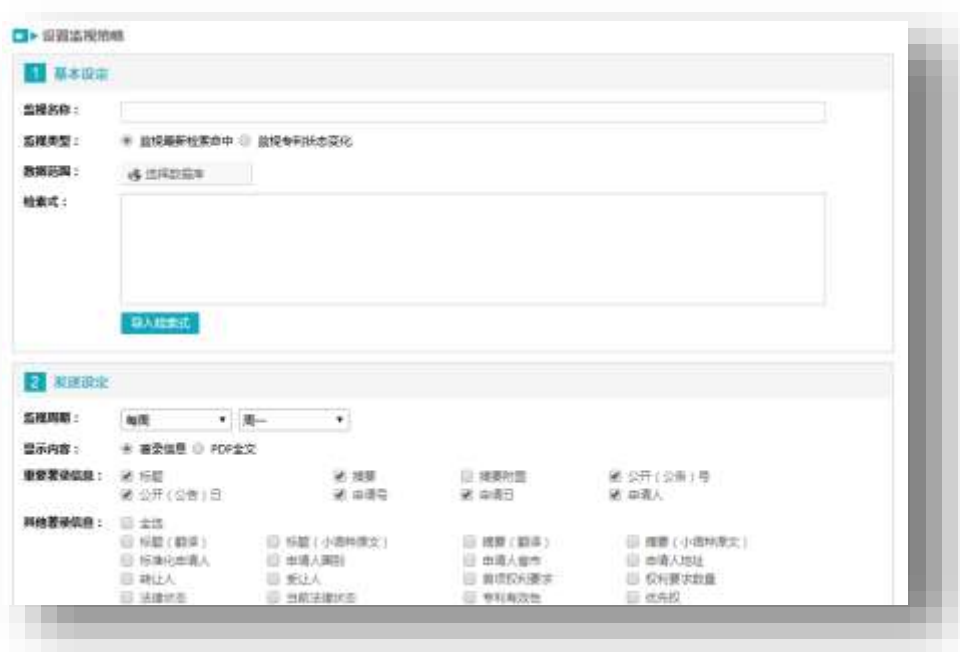 设置监视策略
1 基本设定
监视名称：
监视类型： 监视最新检索命中 监视专利状态变化
数据范围： 选择数据库
检索式：
导入检索式
2 发送设定
监视周期： 每周 周一
显示内容： 著录信息 PDF全文
重要著录信息： 标题 摘要 摘要附图 公开（公告）号
公开（公告）日 申请号 申请日 申请人
其他著录信息： 全选
标题（翻译） 标题（小语种原文） 摘要（翻译） 摘要（小语种原文）
标准化申请人 申请人国别 申请人省市 申请人地址
转让人 受让人 首项权利要求 权利要求数量
法律状态 当前法律状态 专利有效性 优先权